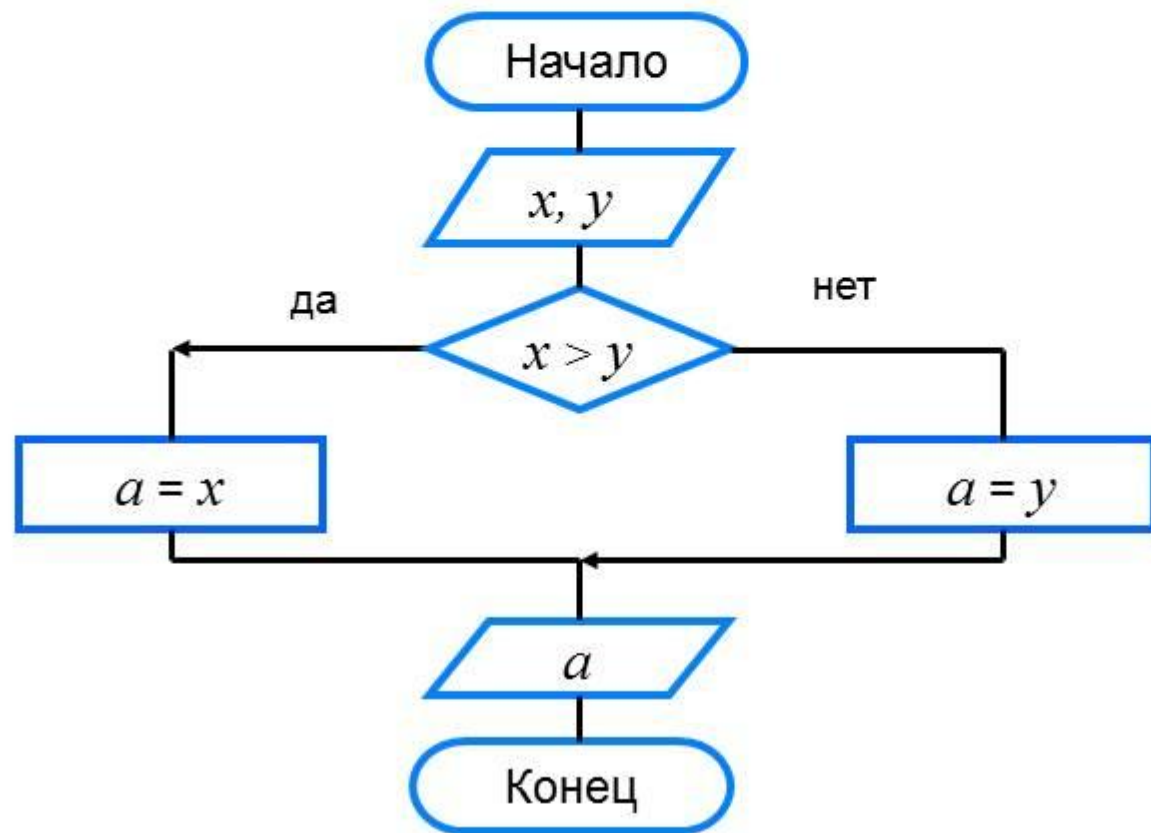 Начало
x, y
да
нет
x > y
a = x
a = y
a
Конец